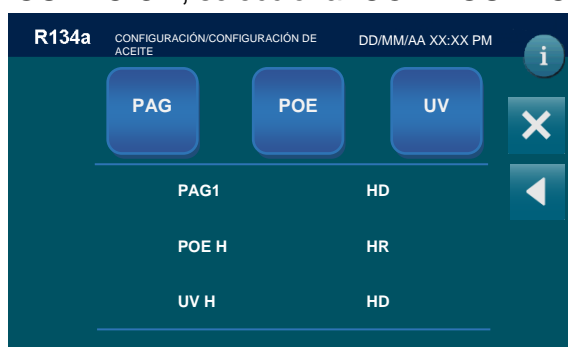 R134a CONFIGURACIÓN/CONFIGURACIÓN DE ACEITE DD/MM/AA XX:XX PM
i
PAG POE UV
PAG1 HD
POE H HR
UV H HD